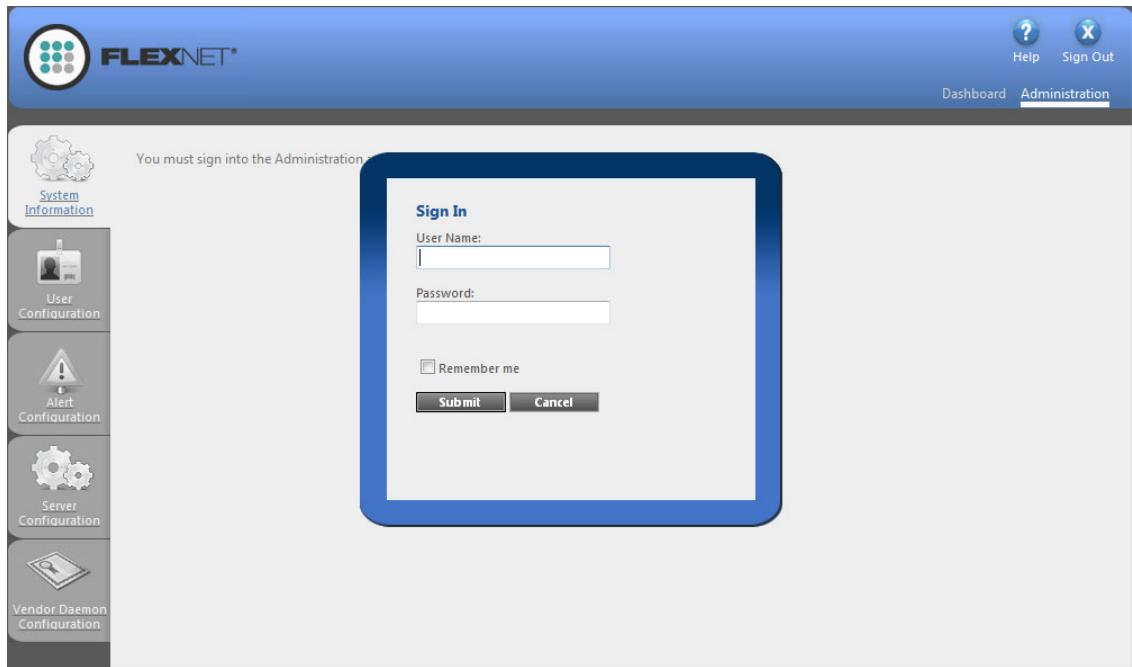 FLEXNET®
Help Sign Out
Dashboard Administration
System
Information
User
Configuration
Alert
Configuration
Server
Configuration
Vendor Daemon
Configuration
You must sign into the Administration
Sign In
User Name:
Password:
Remember me
Submit Cancel